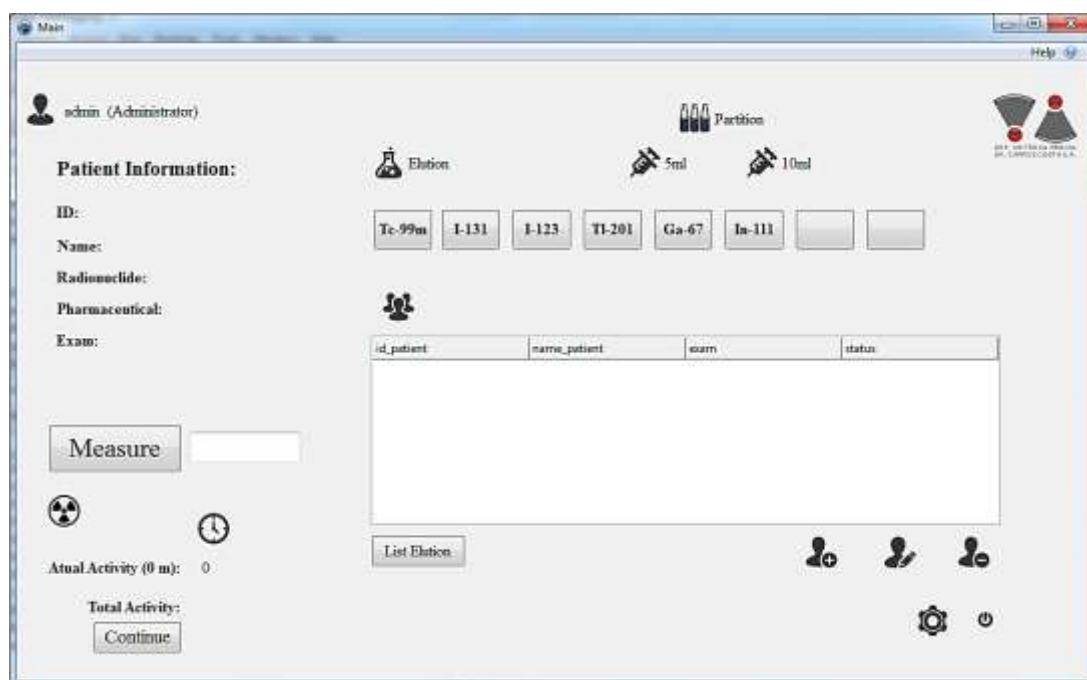 Main
Help
admin (Administrator)
Partition
Patient Information:
Elution
5ml
10ml
ID:
Tc-99m I-131 I-123 Tl-201 Ga-67 In-111
Name:
Radionuclide:
Pharmaceutical:
Exam:
id_patient name_patient exam status
Measure
List Elution
Atual Activity (0 m): 0
Total Activity:
Continue